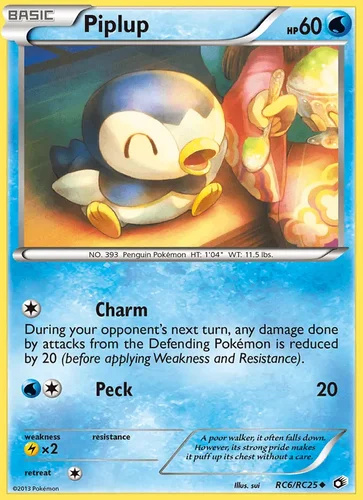 BASIC
Piplup
HP60
NO. 393 Penguin Pokémon HT: 1'04" WT: 11.5 lbs.
Charm
During your opponent's next turn, any damage done
by attacks from the Defending Pokémon is reduced
by 20 (before applying Weakness and Resistance).
Peck 20
weakness resistance
×2
retreat
A poor walker, it often falls down.
However, its strong pride makes
it puff up its chest without a care.
©2013 Pokémon
Illus. sui
RC6/RC25